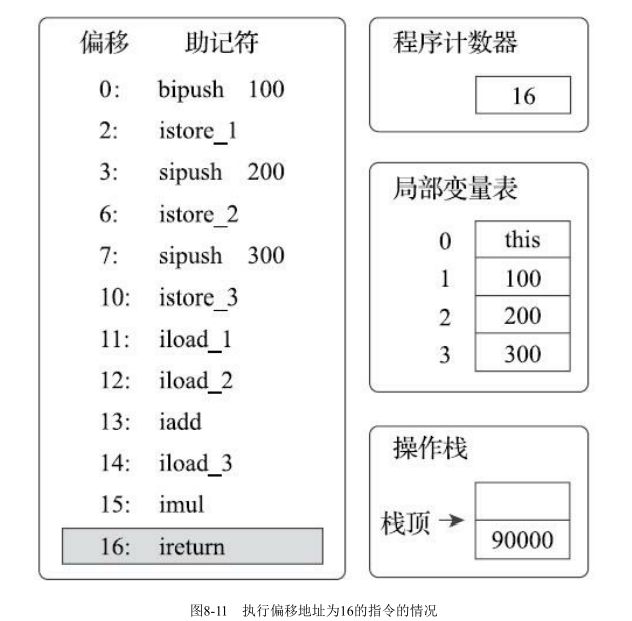 偏移 助记符
0: bipush 100
2: istore_1
3: sipush 200
6: istore_2
7: sipush 300
10: istore_3
11: iload_1
12: iload_2
13: iadd
14: iload_3
15: imul
16: ireturn
程序计数器
16
局部变量表
0 this
1 100
2 200
3 300
操作栈
栈顶
90000
图8-11 执行偏移地址为16的指令的情况